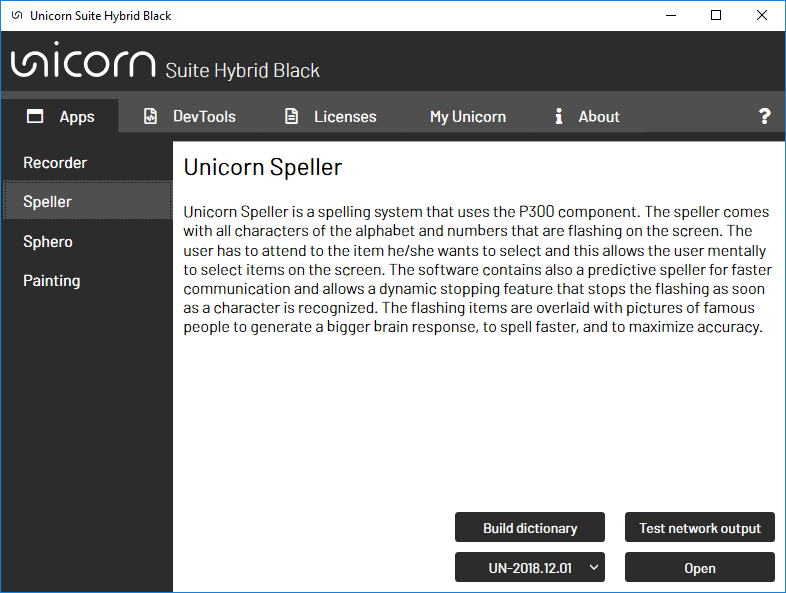 Unicorn Suite Hybrid Black
unicorn Suite Hybrid Black
Apps DevTools Licenses My Unicorn About ?
Recorder
Speller
Sphero
Painting
Unicorn Speller
Unicorn Speller is a spelling system that uses the P300 component. The speller comes
with all characters of the alphabet and numbers that are flashing on the screen. The
user has to attend to the item he/she wants to select and this allows the user mentally
to select items on the screen. The software contains also a predictive speller for faster
communication and allows a dynamic stopping feature that stops the flashing as soon
as a character is recognized. The flashing items are overlaid with pictures of famous
people to generate a bigger brain response, to spell faster, and to maximize accuracy.
Build dictionary Test network output
UN-2018.12.01 Open